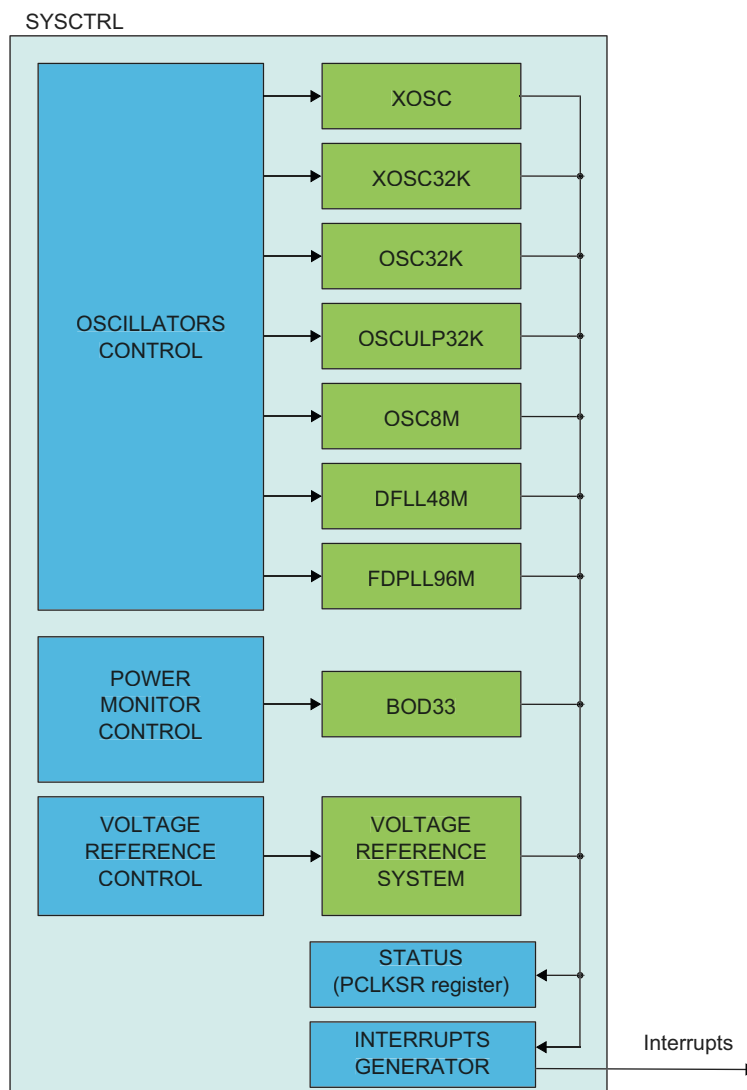 SYSCTRL
OSCILLATORS
CONTROL
XOSC
XOSC32K
OSC32K
OSCULP32K
OSC8M
DFLL48M
FDPLL96M
POWER
MONITOR
CONTROL
BOD33
VOLTAGE
REFERENCE
CONTROL
VOLTAGE
REFERENCE
SYSTEM
STATUS
(PCLKSR register)
INTERRUPTS
GENERATOR
Interrupts